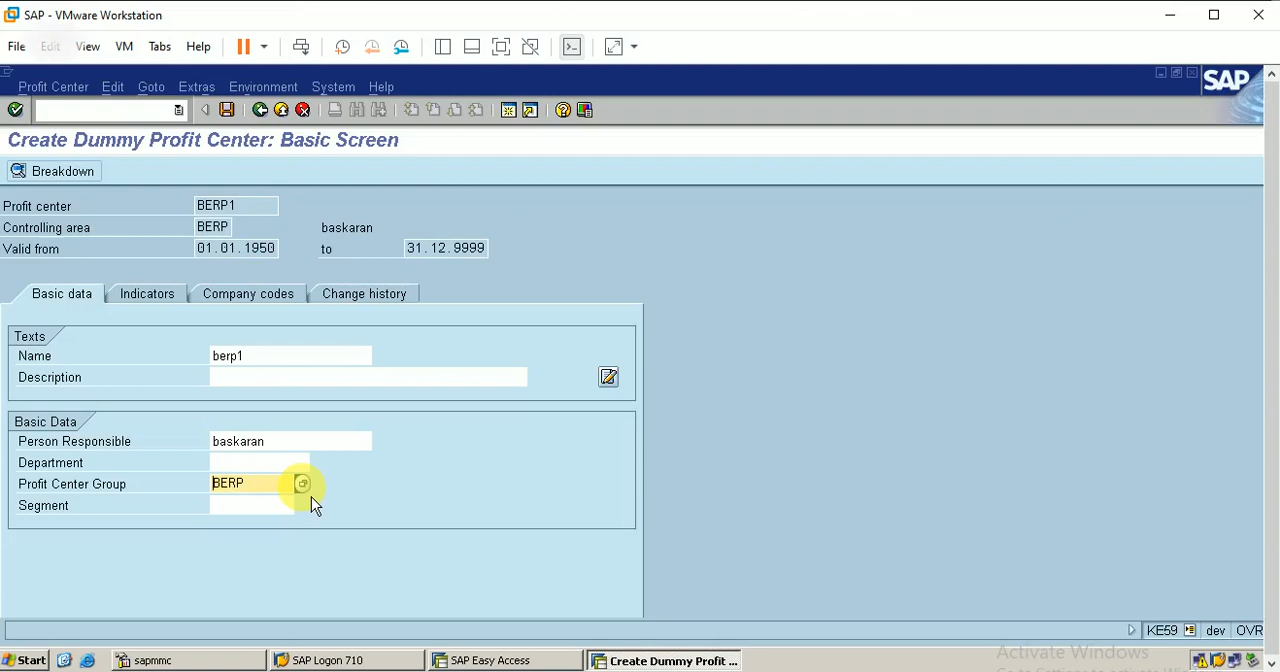 SAP - VMware Workstation
File Edit View VM Tabs Help
Profit Center Edit Goto Extras Environment System Help
SAP
Create Dummy Profit Center: Basic Screen
Breakdown
Profit center BERP1
Controlling area BERP baskaran
Valid from 01.01.1950 to 31.12.9999
Basic data Indicators Company codes Change history
Texts
Name berp1
Description
Basic Data
Person Responsible baskaran
Department
Profit Center Group BERP
Segment
KE59 dev OVR
Activate Windows
Start sapmmc SAP Logon 710 SAP Easy Access Create Dummy Profit ...